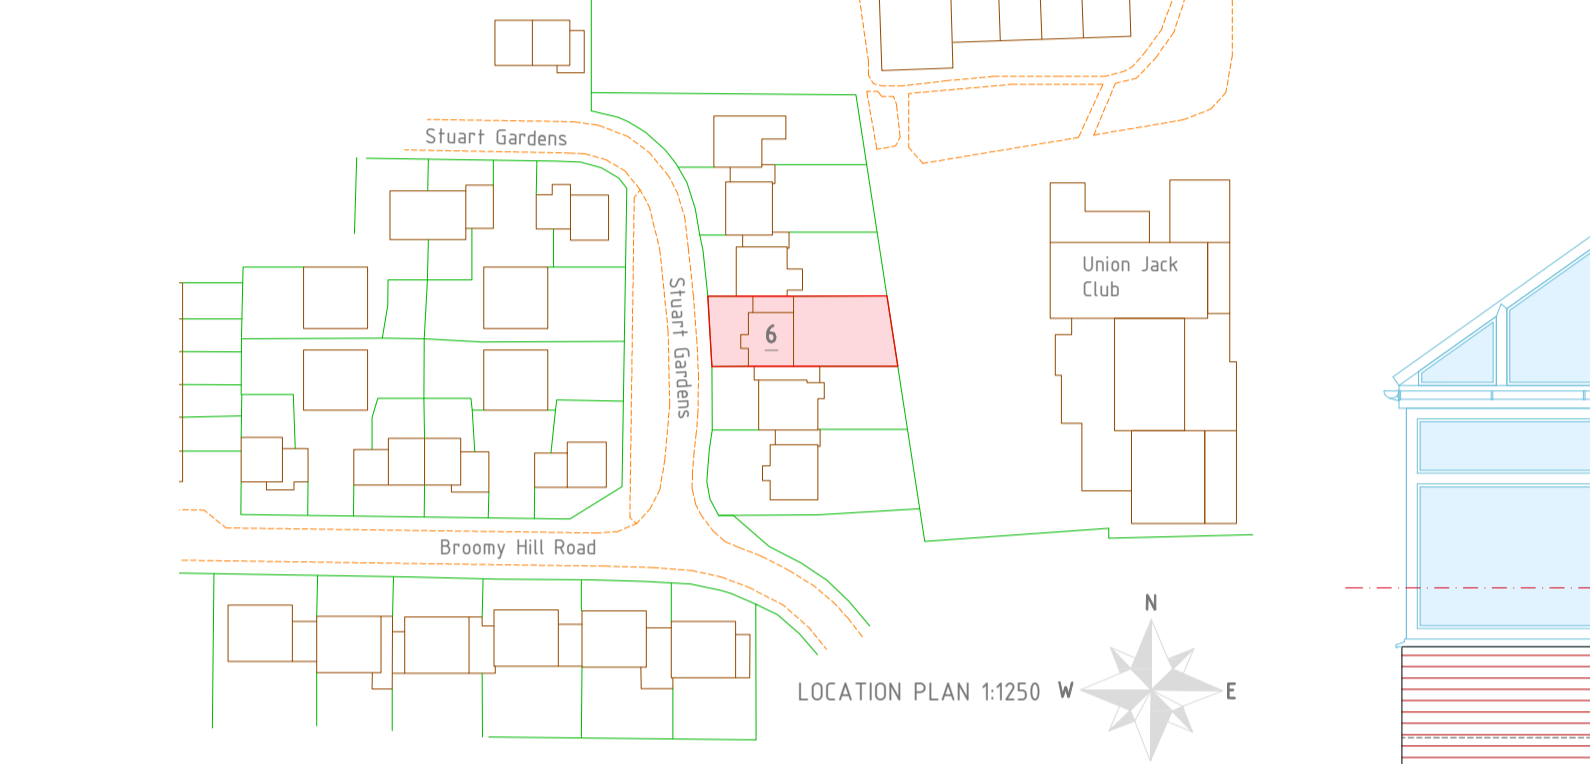 Stuart Gardens
Union Jack
Club
Stuart Gardens
6
Broomy Hill Road
N
LOCATION PLAN 1:1250
W
E